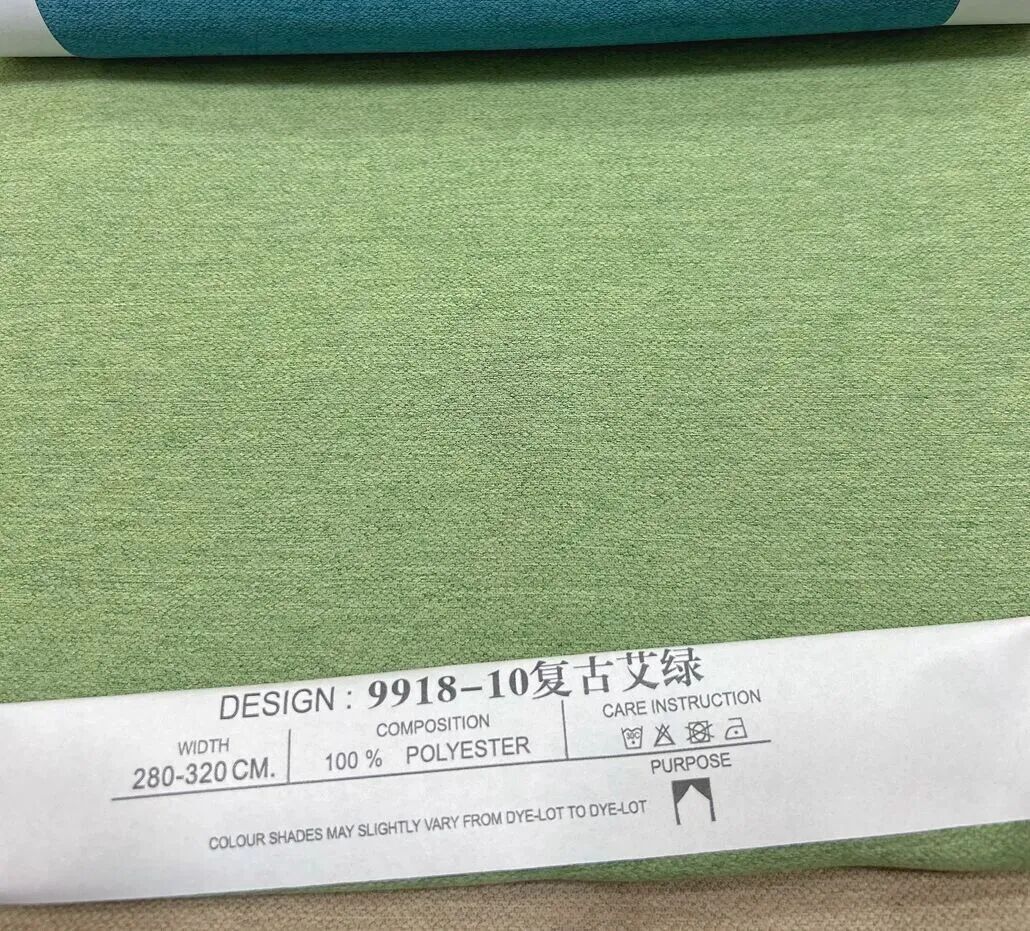 DESIGN : 9918-10复古艾绿
WIDTH
280-320 CM.
COMPOSITION
100 % POLYESTER
CARE INSTRUCTION
30C
PURPOSE
COLOUR SHADES MAY SLIGHTLY VARY FROM DYE-LOT TO DYE-LOT